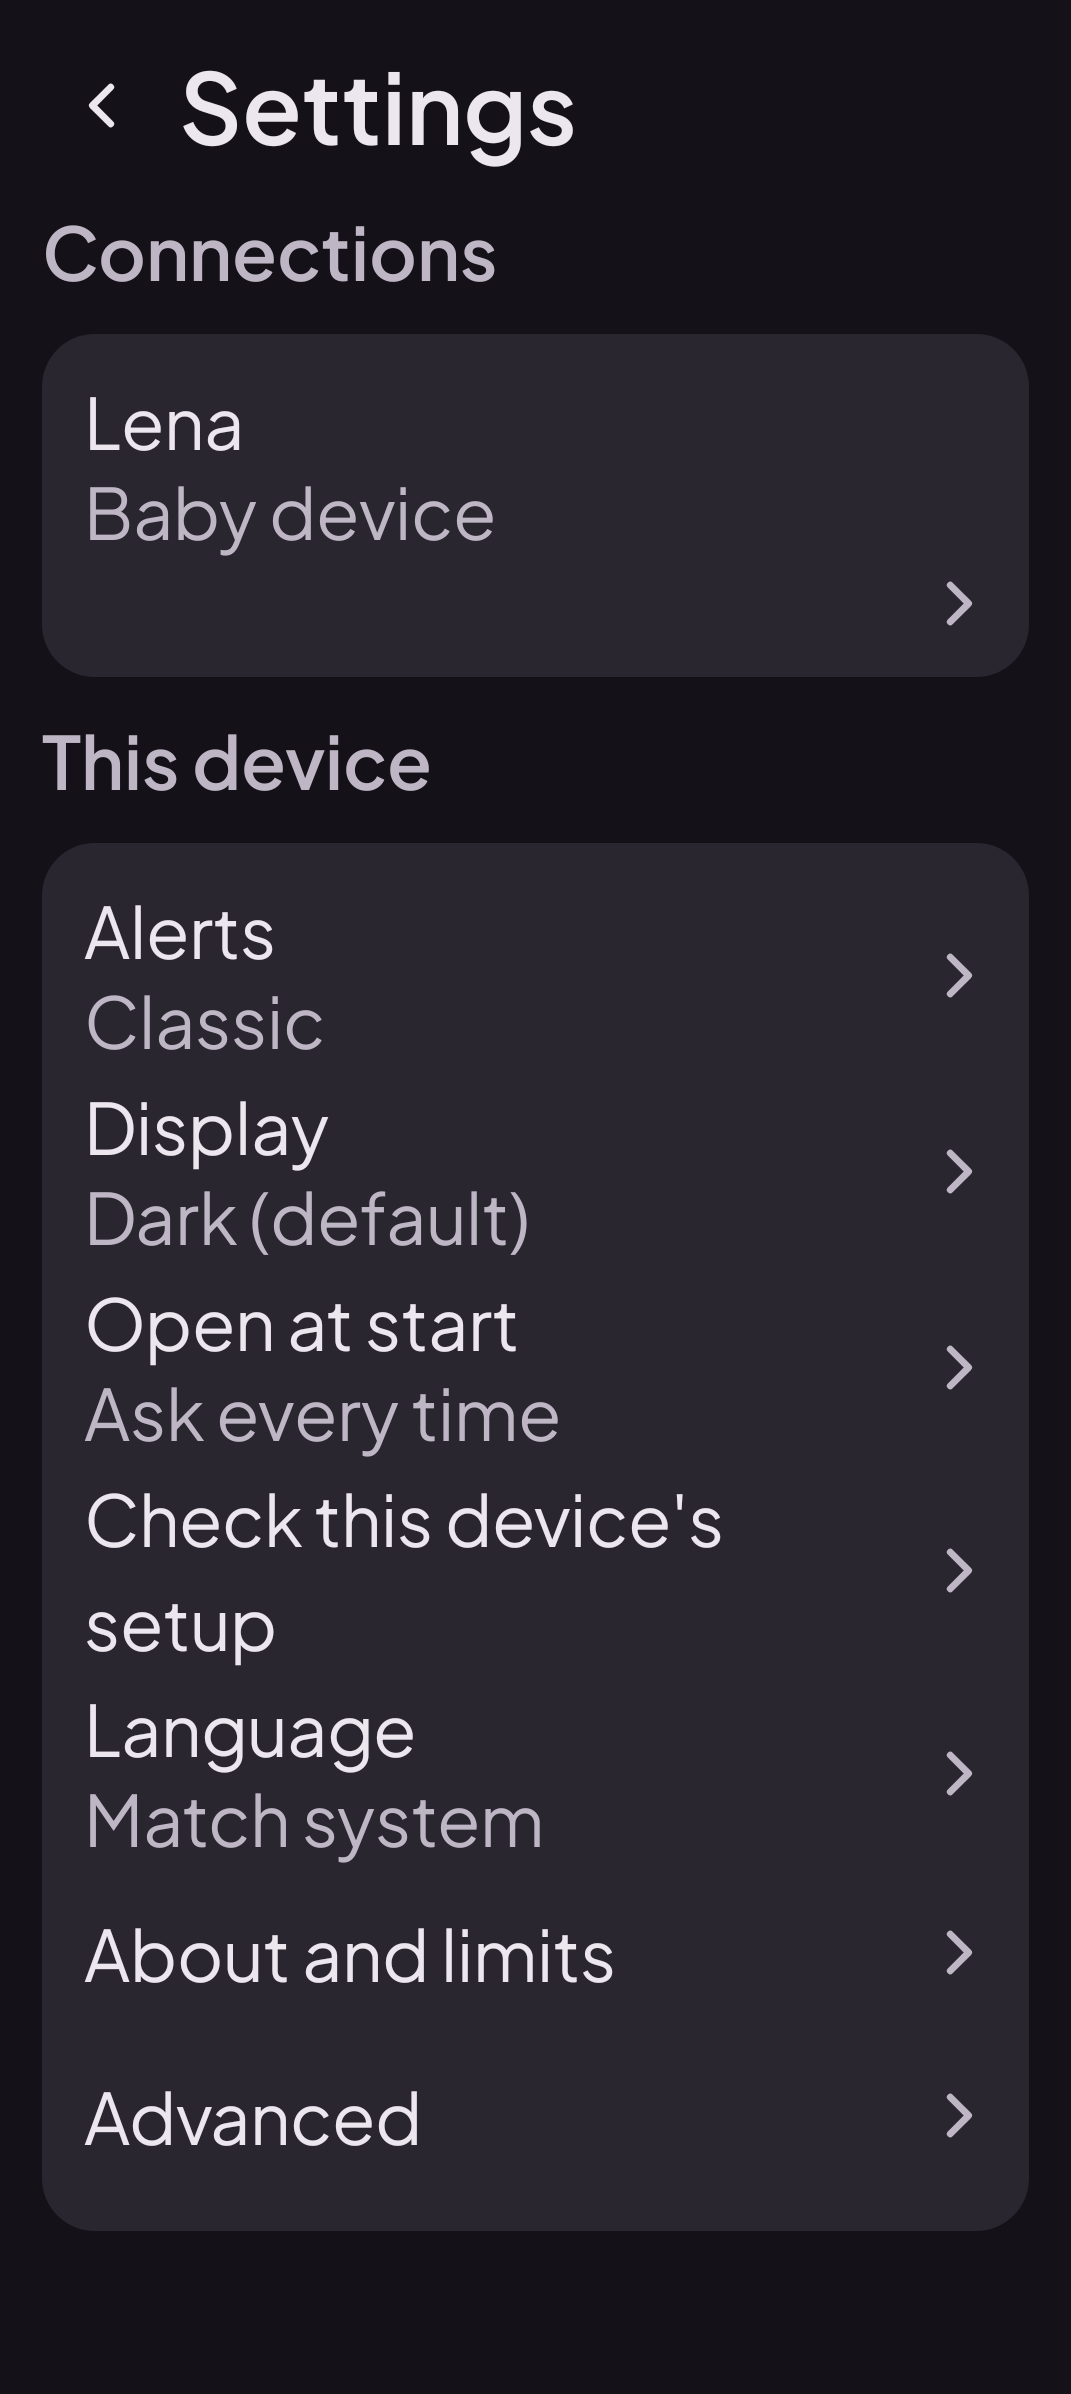 Settings
Connections
Lena
Baby device
This device
Alerts
Classic
Display
Dark (default)
Open at start
Ask every time
Check this device's
setup
Language
Match system
About and limits
Advanced